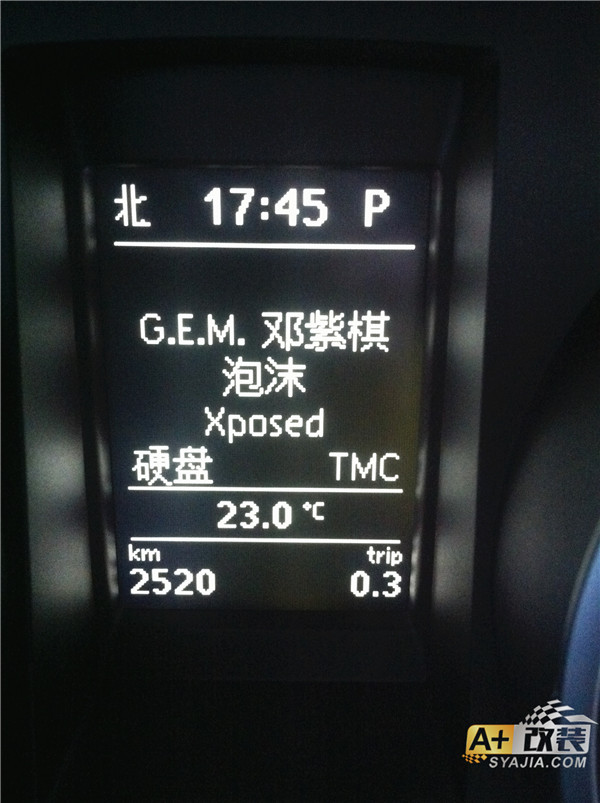 北 17:45 P
G.E.M. 邓紫棋
泡沫
Xposed
硬盘 TMC
23.0 °C
km trip
2520 0.3
A+ 改装
SYAJIA.COM